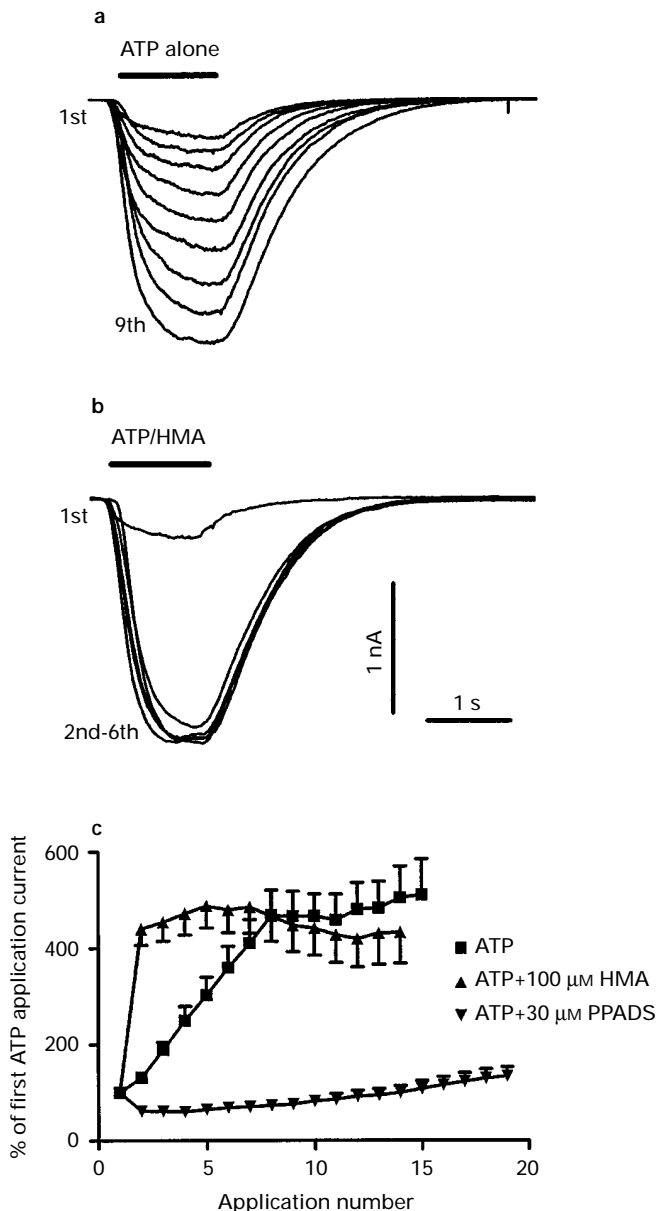 a
ATP alone
1st
9th
b
ATP/HMA
1st
2nd-6th
1 nA
1 s
c
% of first ATP application current
600
400
200
0
0
5
10
15
20
Application number
ATP
ATP+100 μM HMA
ATP+30 μM PPADS